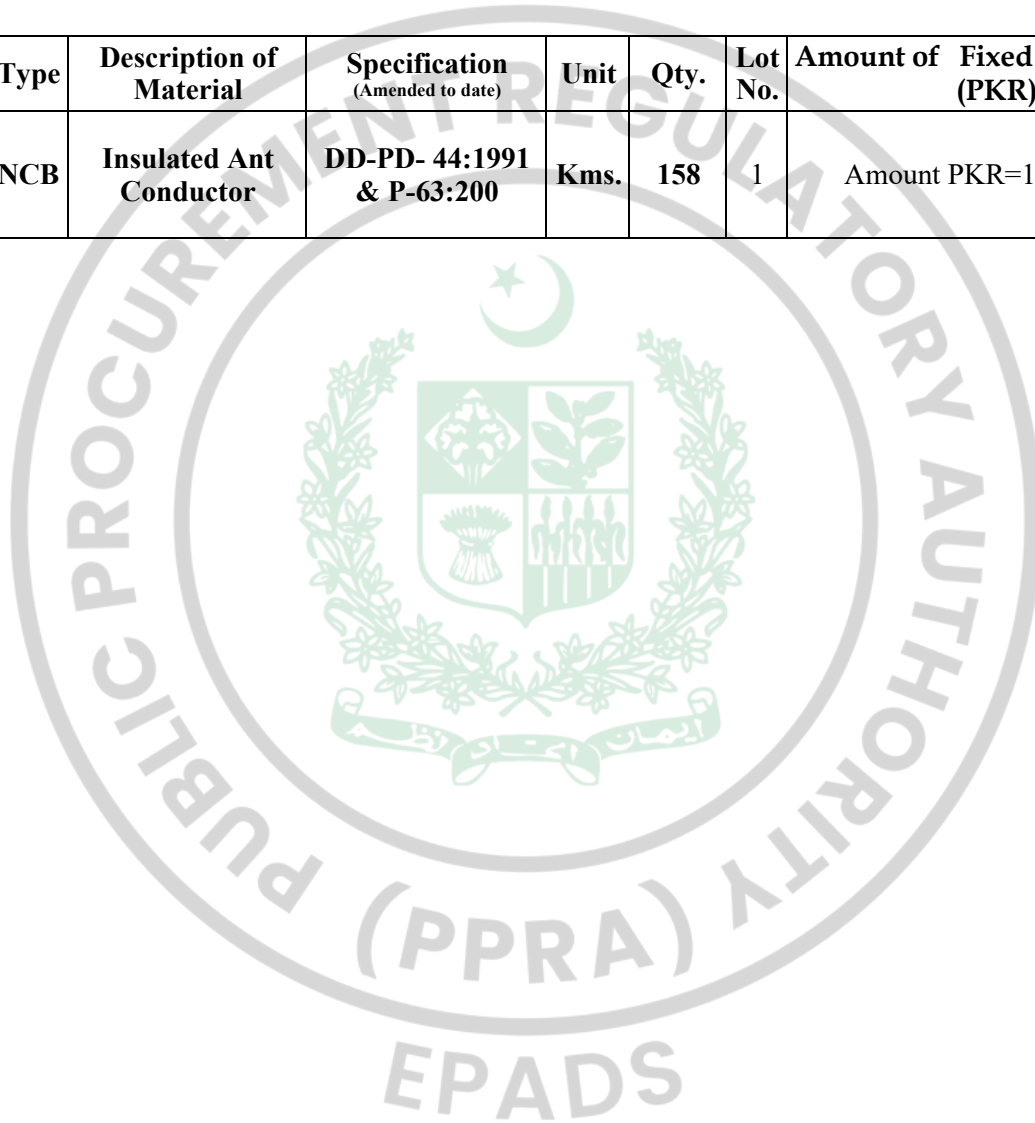 Type Description of Material Specification (Amended to date) Unit Qty. Lot No. Amount of Fixed (PKR)
NCB Insulated Ant Conductor DD-PD- 44:1991 & P-63:200 Kms. 158 1 Amount PKR=1
PUBLIC PROCUREMENT REGULATORY AUTHORITY
(PPRA)
EPADS